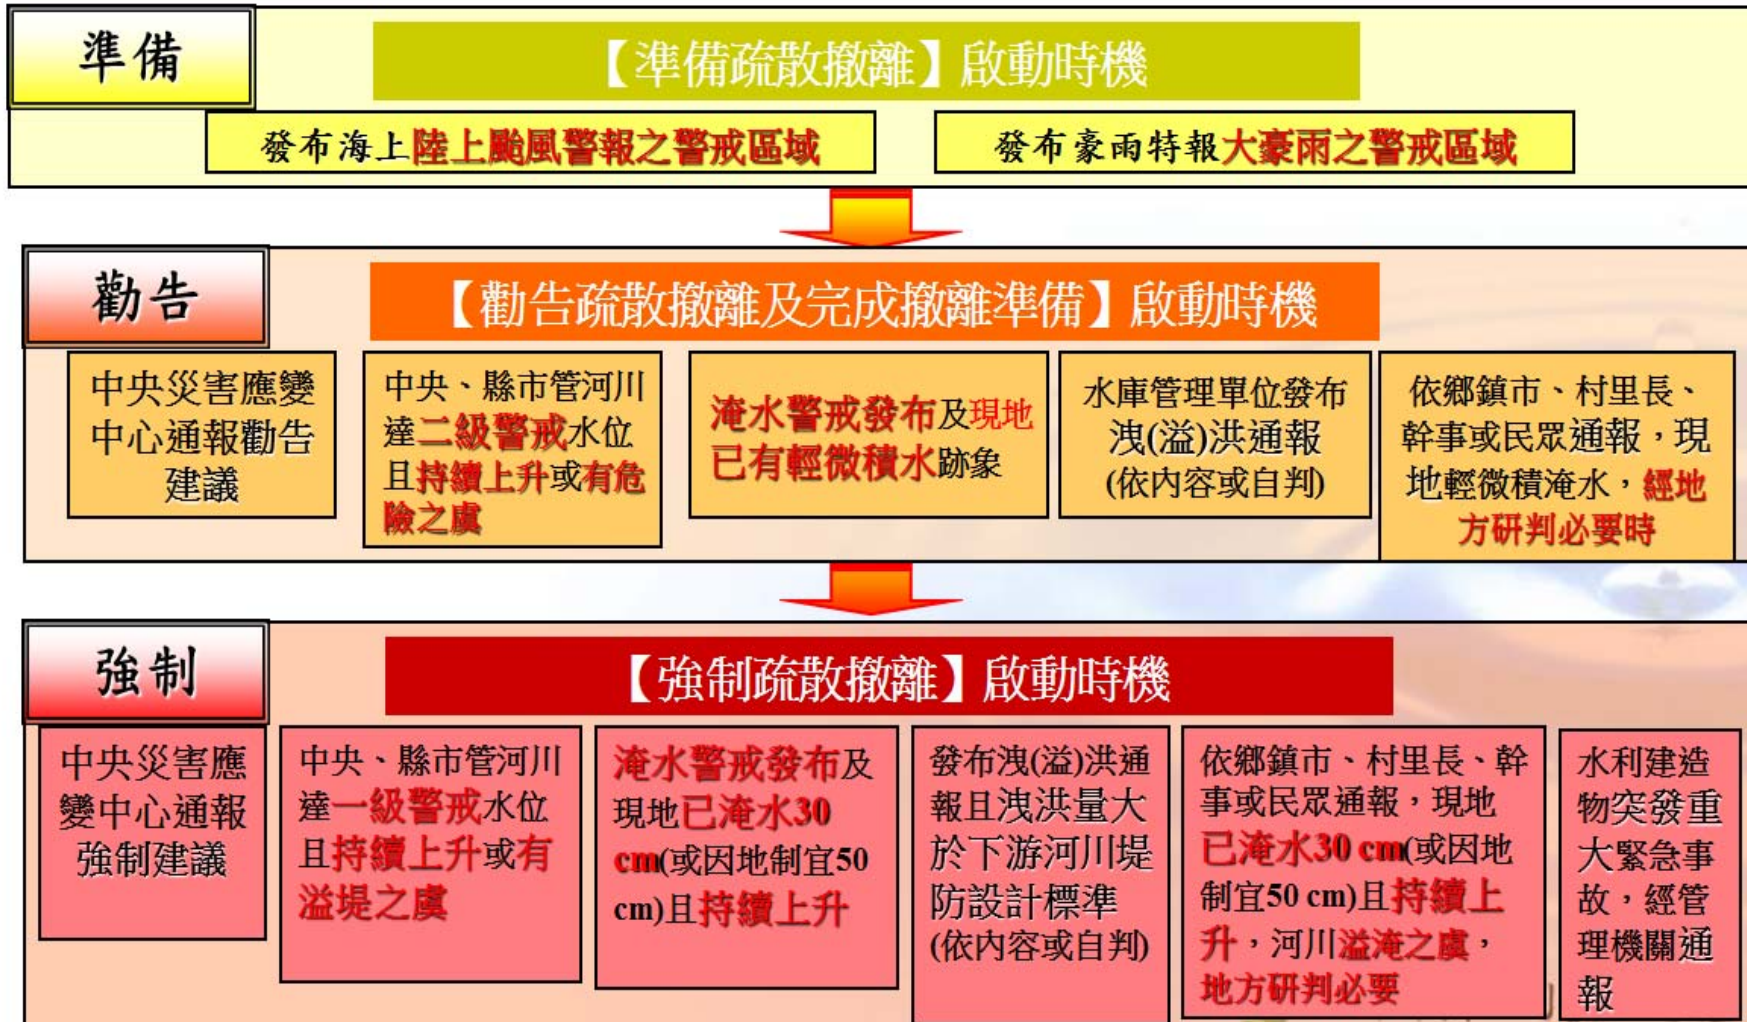 準備
【準備疏散撤離】啟動時機
發布海上陸上颱風警報之警戒區域
發布豪雨特報大豪雨之警戒區域
勸告
【勸告疏散撤離及完成撤離準備】啟動時機
中央災害應變
中心通報勸告
建議
中央、縣市管河川
達二級警戒水位
且持續上升或有危
險之虞
淹水警戒發布及現地
已有輕微積水跡象
水庫管理單位發布
洩(溢)洪通報
(依內容或自判)
依鄉鎮市、村里長、
幹事或民眾通報，現
地輕微積淹水，經地
方研判必要時
強制
【強制疏散撤離】啟動時機
中央災害應
變中心通報
強制建議
中央、縣市管河川
達一級警戒水位
且持續上升或有
溢堤之虞
淹水警戒發布及
現地已淹水30
cm(或因地制宜50
cm)且持續上升
發布洩(溢)洪通
報且洩洪量大
於下游河川堤
防設計標準
(依內容或自判)
依鄉鎮市、村里長、幹
事或民眾通報，現地
已淹水30 cm(或因地
制宜50 cm)且持續上
升，河川溢淹之虞，
地方研判必要
水利建造
物突發重
大緊急事
故，經管
理機關通
報